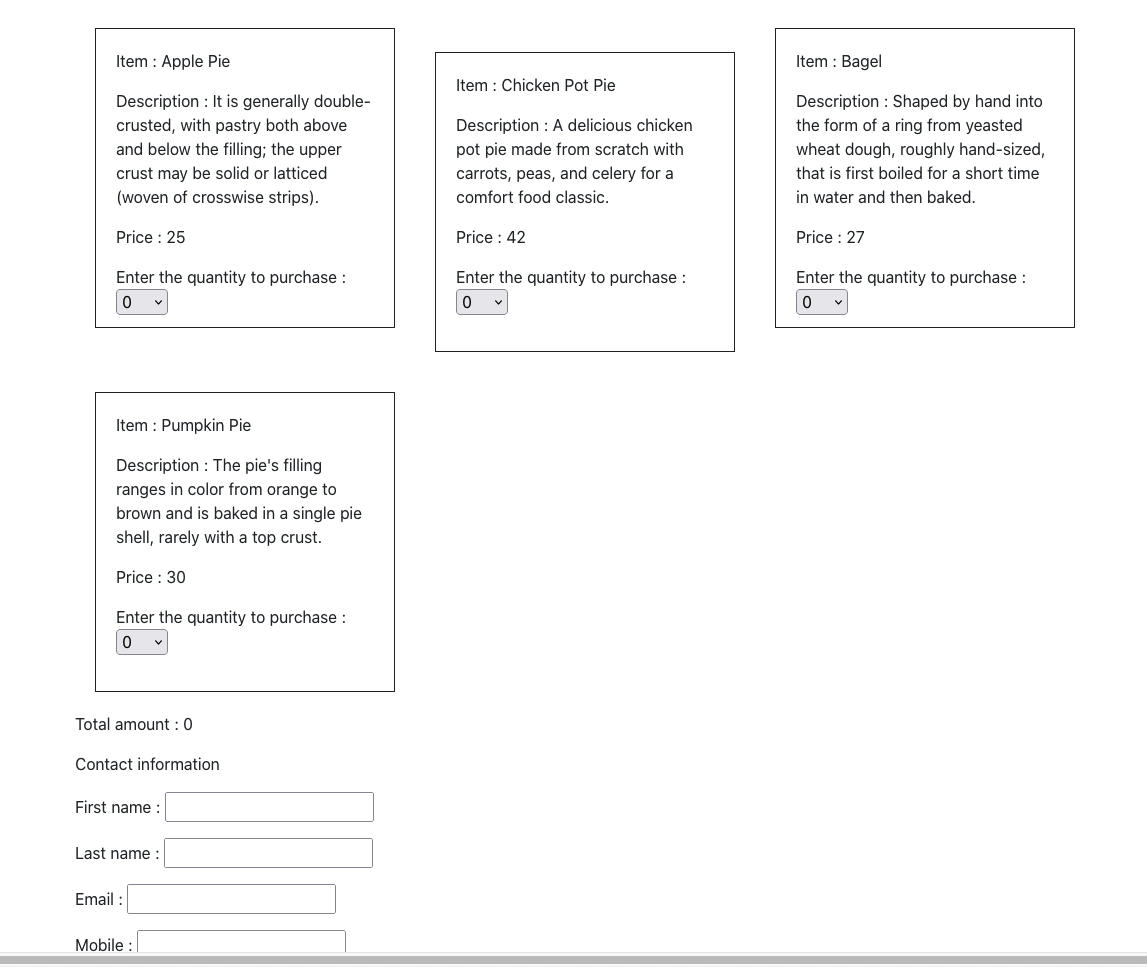 Item : Apple Pie
Description : It is generally double-
crusted, with pastry both above
and below the filling; the upper
crust may be solid or latticed
(woven of crosswise strips).
Price : 25
Enter the quantity to purchase :
0
Item : Chicken Pot Pie
Description : A delicious chicken
pot pie made from scratch with
carrots, peas, and celery for a
comfort food classic.
Price : 42
Enter the quantity to purchase :
0
Item : Bagel
Description : Shaped by hand into
the form of a ring from yeasted
wheat dough, roughly hand-sized,
that is first boiled for a short time
in water and then baked.
Price : 27
Enter the quantity to purchase :
0
Item : Pumpkin Pie
Description : The pie's filling
ranges in color from orange to
brown and is baked in a single pie
shell, rarely with a top crust.
Price : 30
Enter the quantity to purchase :
0
Total amount : 0
Contact information
First name :
Last name :
Email :
Mobile :